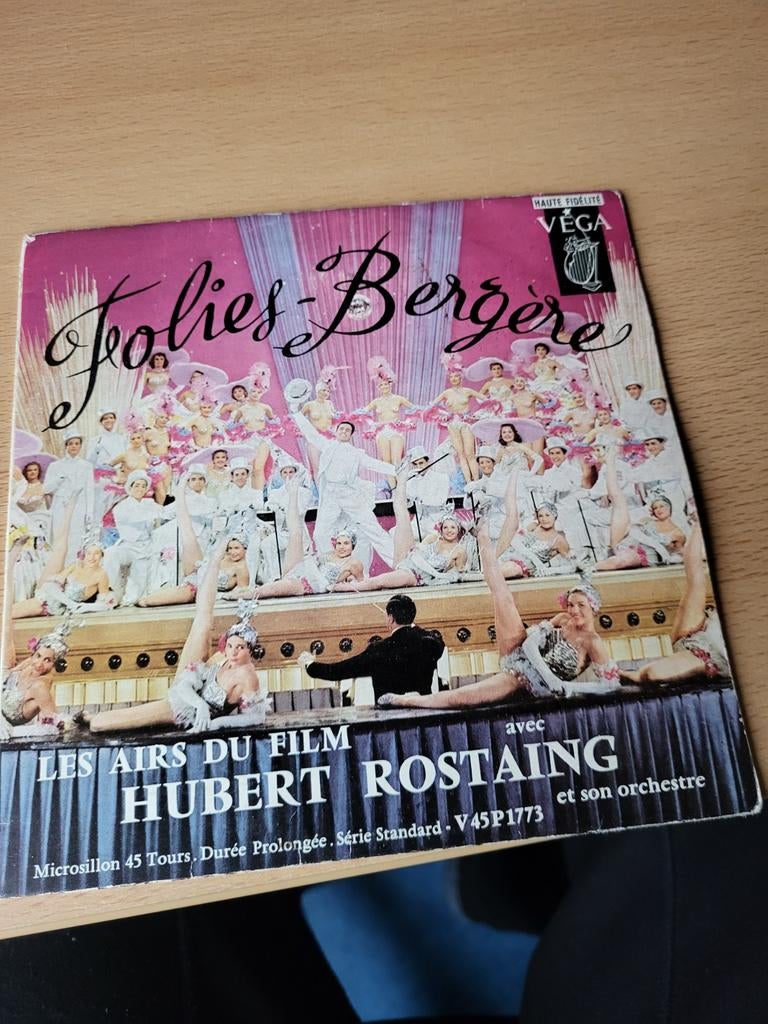 HAUTE FIDÉLITÉ
VÉGA
Folies-Bergère
LES AIRS DU FILM
avec
HUBERT ROSTAING
et son orchestre
Microsillon 45 Tours. Durée Prolongée. Série Standard - V45P1773